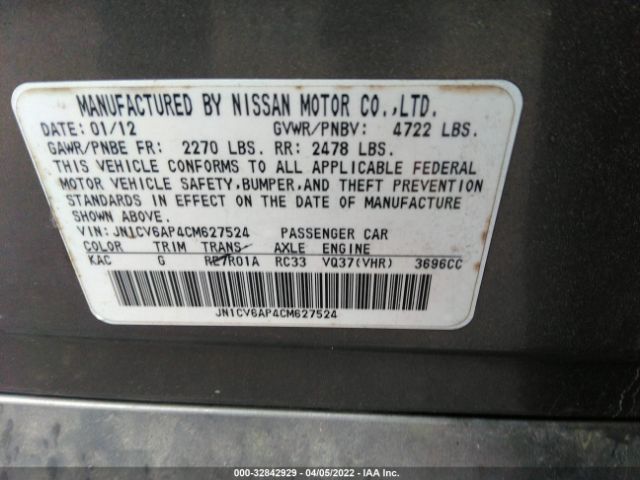 MANUFACTURED BY NISSAN MOTOR CO.,LTD.
DATE: 01/12 GVWR/PNBV: 4722 LBS.
GAWR/PNBE FR: 2270 LBS. RR: 2478 LBS.
THIS VEHICLE CONFORMS TO ALL APPLICABLE FEDERAL
MOTOR VEHICLE SAFETY,BUMPER,AND THEFT PREVENTION
STANDARDS IN EFFECT ON THE DATE OF MANUFACTURE
SHOWN ABOVE.
VIN: JN1CV6AP4CM627524 PASSENGER CAR
COLOR TRIM TRANS AXLE ENGINE
KAC G RE7R01A RC33 VQ37(VHR) 3696CC
JN1CV6AP4CM627524
000-32842929 - 04/05/2022 - IAA Inc.